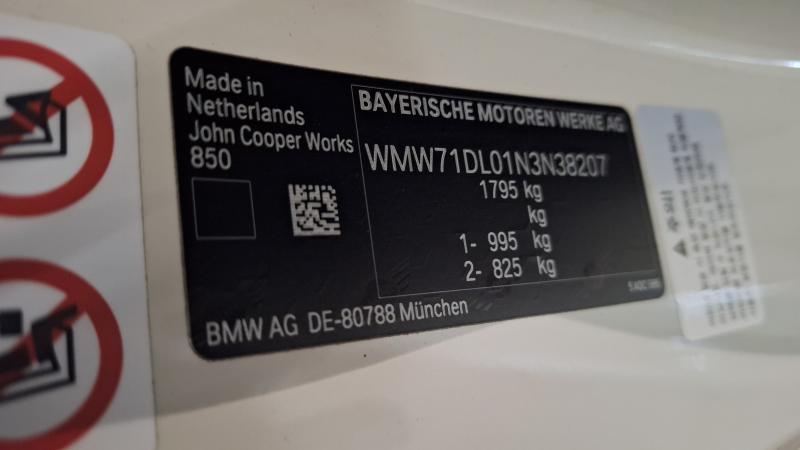 Made in
Netherlands
John Cooper Works
850
BAYERISCHE MOTOREN WERKE AG
WMW71DL01N3N38207
1795 kg
kg
1- 995 kg
2- 825 kg
BMW AG DE-80788 München